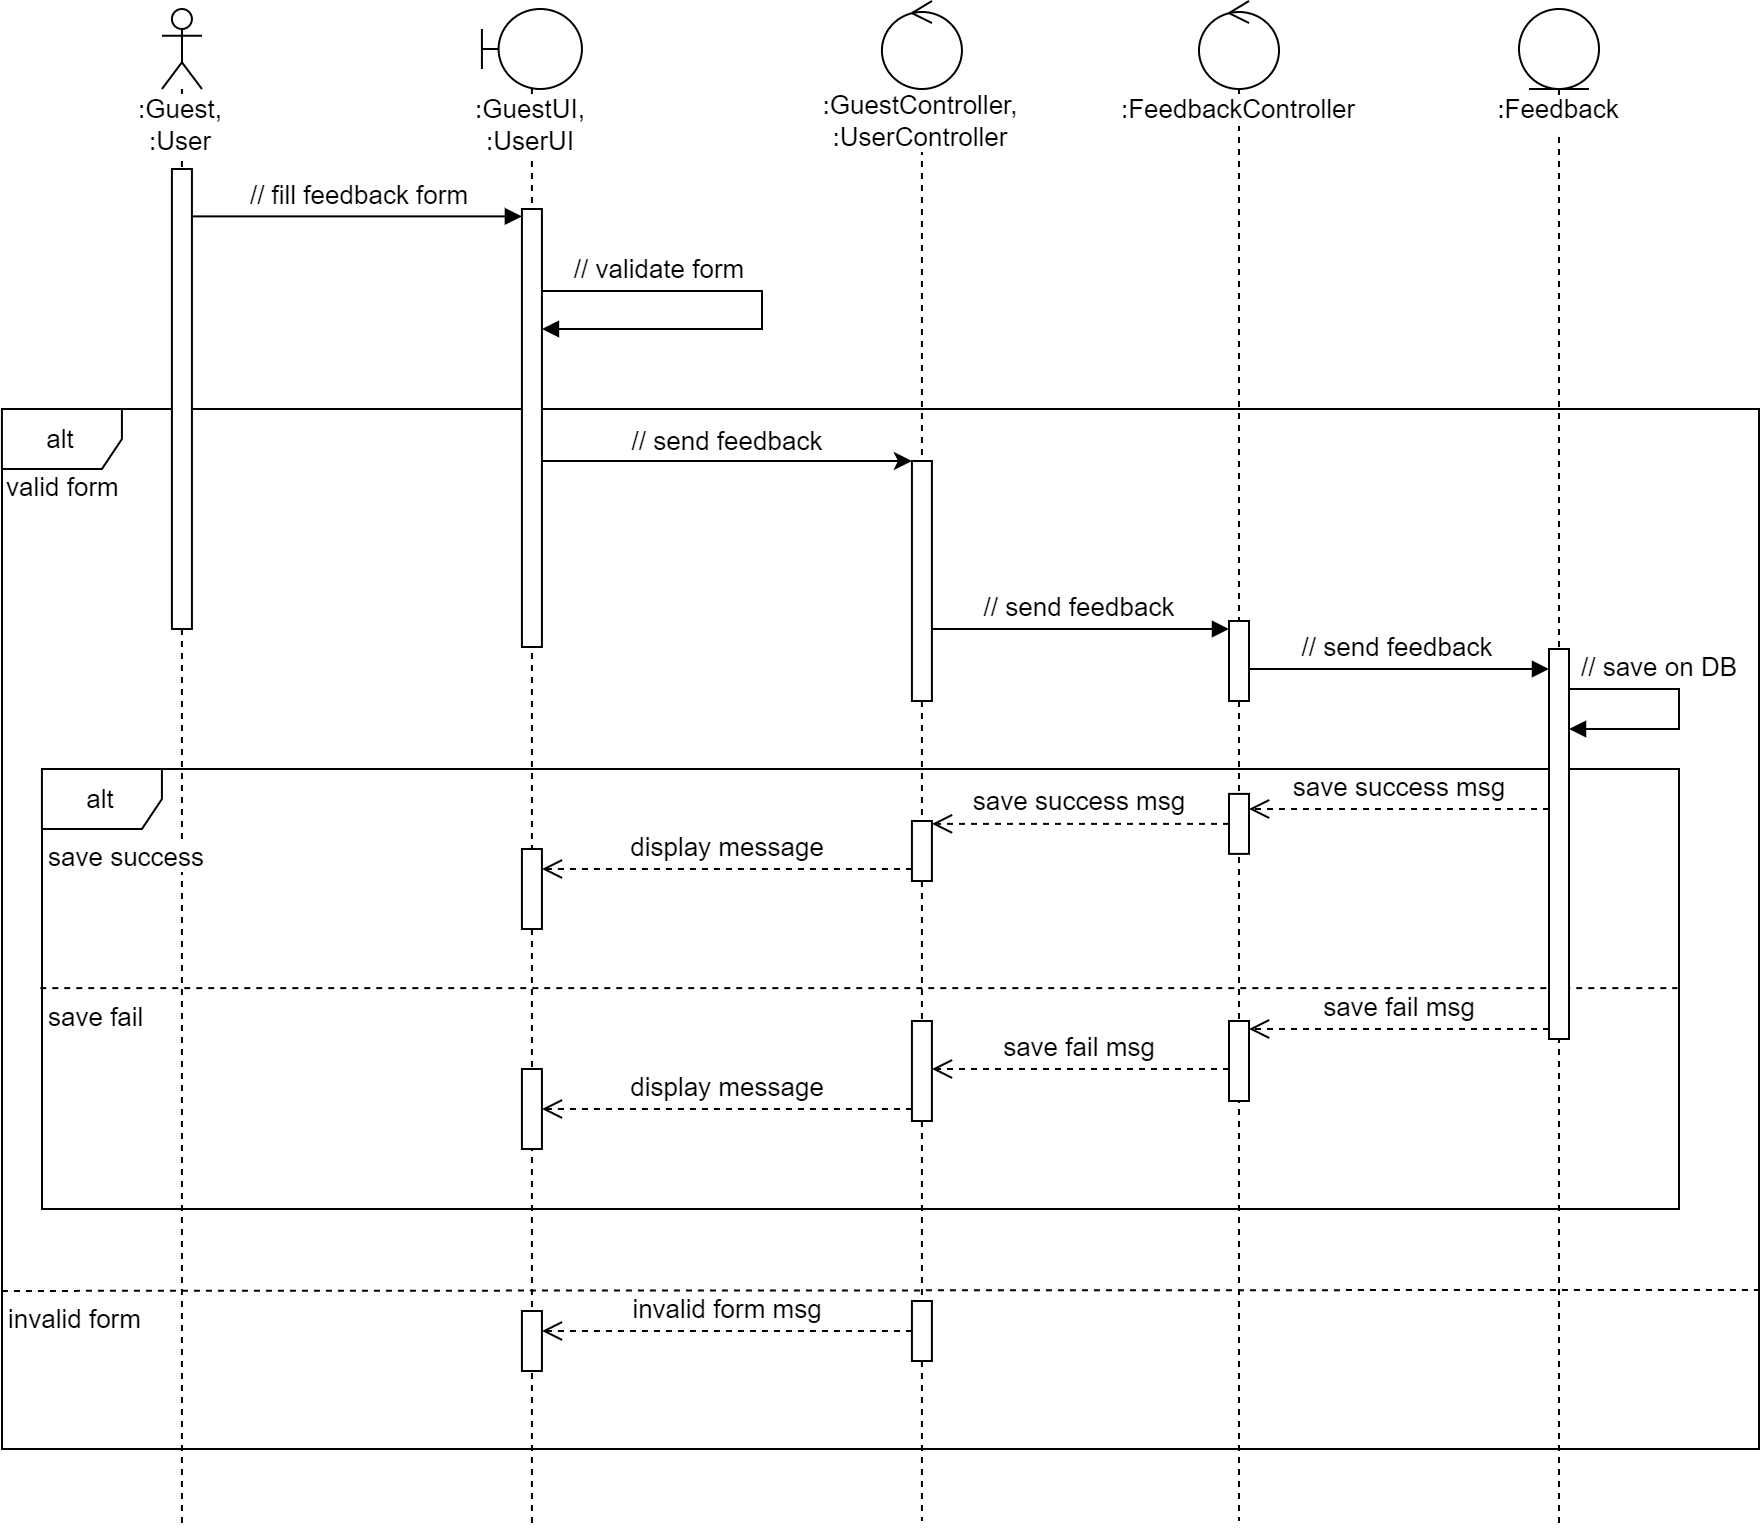 :Guest,
:User
:GuestUI,
:UserUI
:GuestController,
:UserController
:FeedbackController
:Feedback
// fill feedback form
// validate form
alt
// send feedback
valid form
// send feedback
// send feedback
// save on DB
alt
save success msg
save success msg
display message
save success
save fail msg
save fail
save fail msg
display message
invalid form msg
invalid form